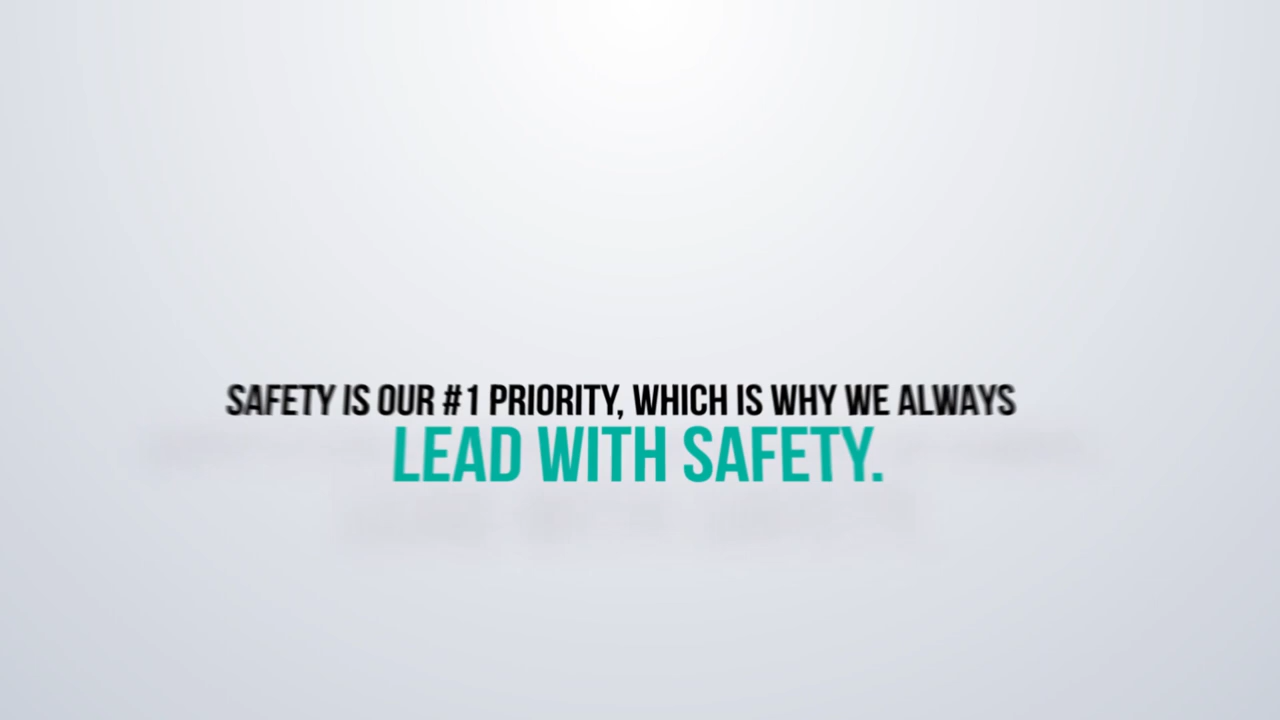 SAFETY IS OUR #1 PRIORITY, WHICH IS WHY WE ALWAYS
LEAD WITH SAFETY.